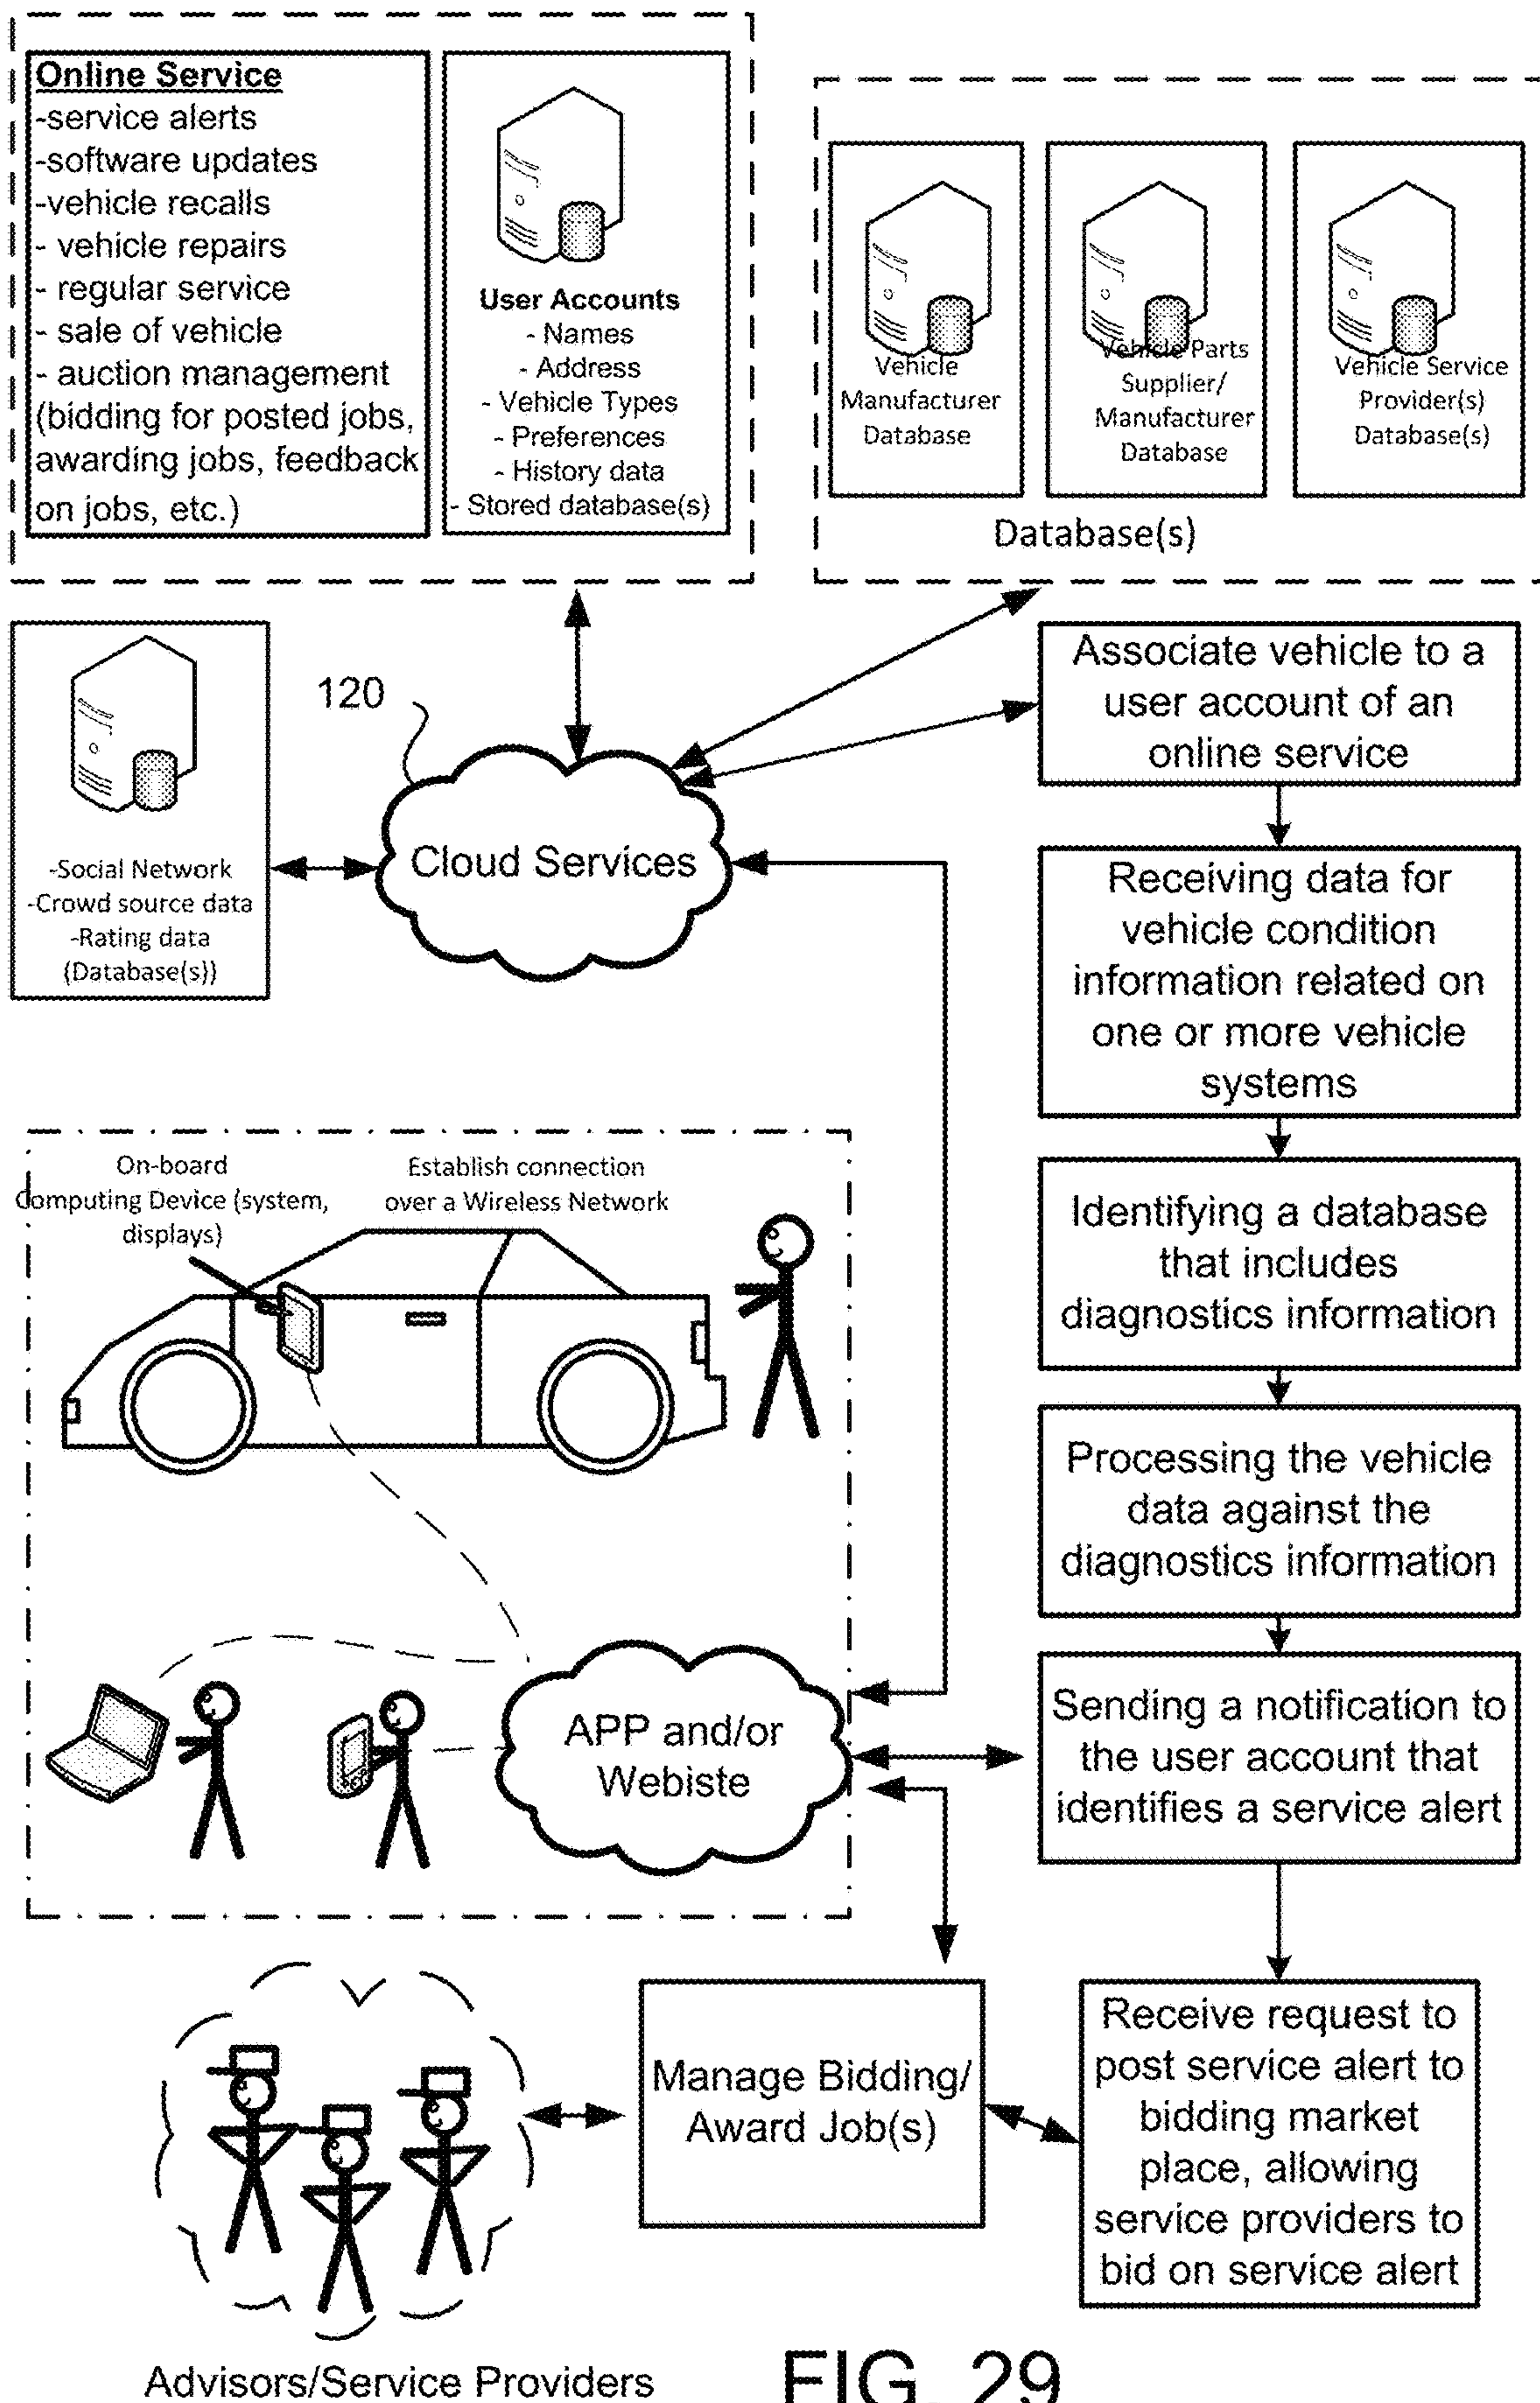 Online Service
-service alerts
-software updates
-vehicle recalls
- vehicle repairs
- regular service
- sale of vehicle
- auction management
(bidding for posted jobs,
awarding jobs, feedback
on jobs, etc.)
User Accounts
- Names
- Address
- Vehicle Types
- Preferences
- History data
- Stored database(s)
Vehicle
Manufacturer
Database
Vehicle Parts
Supplier/
Manufacturer
Database
Vehicle Service
Provider(s)
Database(s)
Database(s)
120
Cloud Services
-Social Network
-Crowd source data
-Rating data
(Database(s))
Associate vehicle to a
user account of an
online service
Receiving data for
vehicle condition
information related on
one or more vehicle
systems
Identifying a database
that includes
diagnostics information
Processing the vehicle
data against the
diagnostics information
Sending a notification to
the user account that
identifies a service alert
Receive request to
post service alert to
bidding market
place, allowing
service providers to
bid on service alert
On-board
Computing Device (system,
displays)
Establish connection
over a Wireless Network
APP and/or
Webiste
Manage Bidding/
Award Job(s)
Advisors/Service Providers
FIG. 29